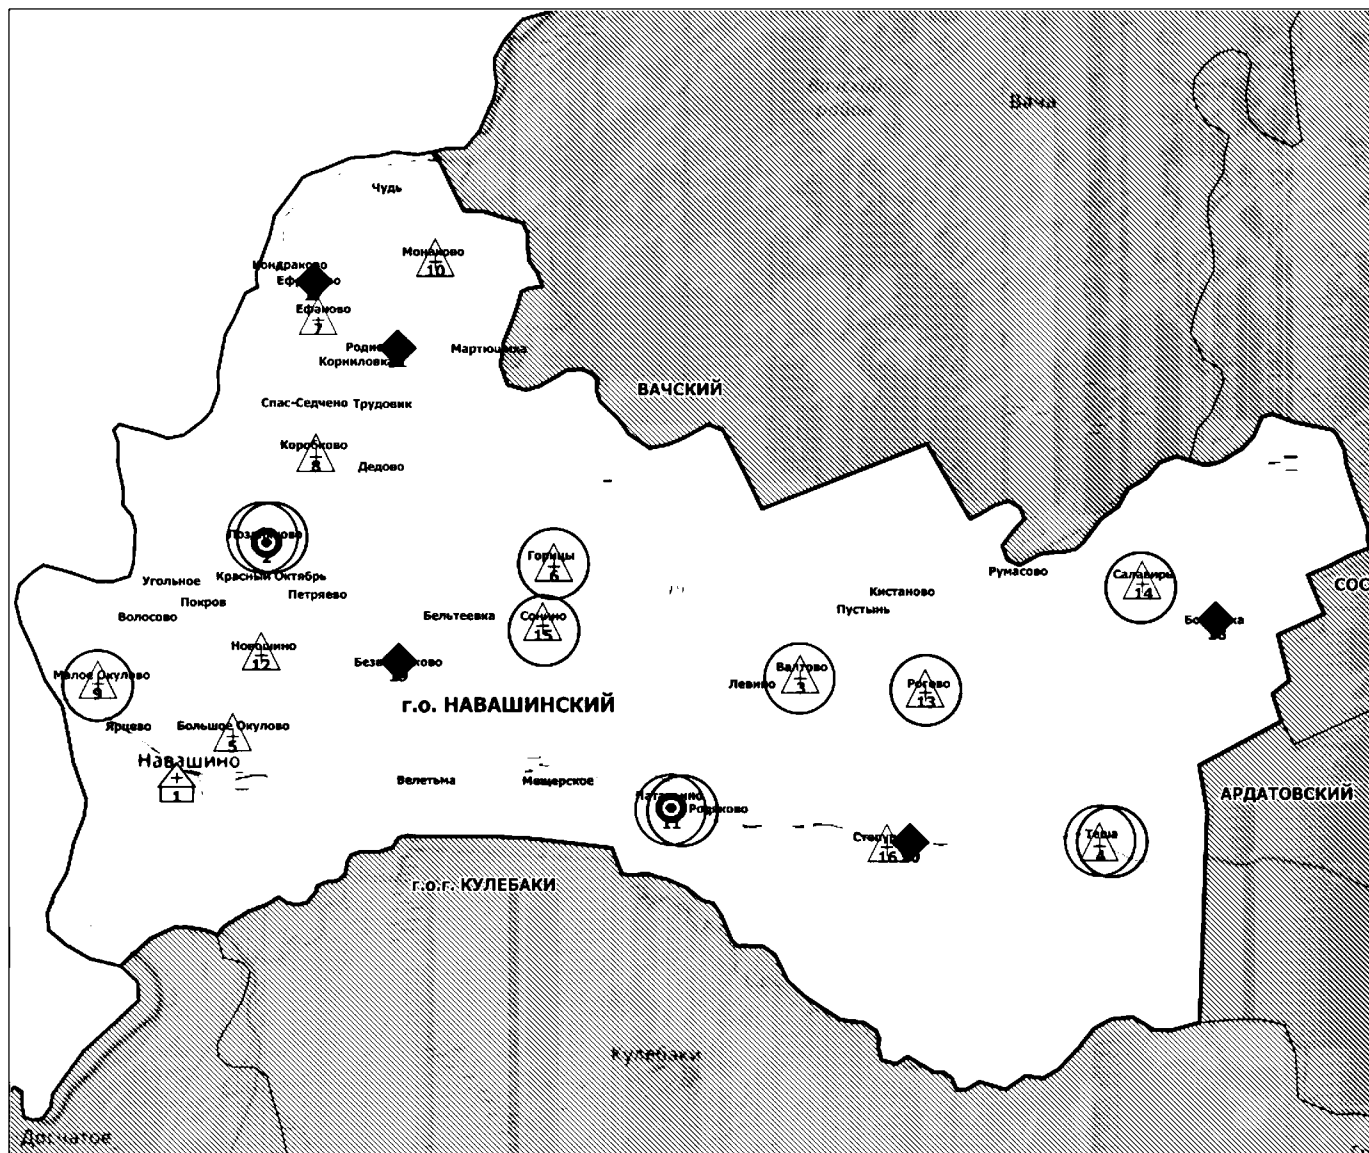 Вача
Чудь
Монаково
10
Кондраково
Ефаново
7
Мартюшиха
Корниловка
ВАЧСКИЙ
Спас-Седчено Трудовик
Коробково
8
Дедово
2
Горицы
6
Угольное
Красный Октябрь
Покров
Петряево
Волосово
Бельтеевка
Сонино
15
Румасово
Кистаново
Пустынь
Салавирь
14
СОС
Новошино
12
Малое Окулово
9
Левино
Валтово
3
Рогово
13
г.о. НАВАШИНСКИЙ
Ярцево
Большое Окулово
5
Навашино
1
Велетьма
Мещерское
Родяково
11
АРДАТОВСКИЙ
16
Теша
4
г.о.г. КУЛЕБАКИ
Кулебаки
Досчатое